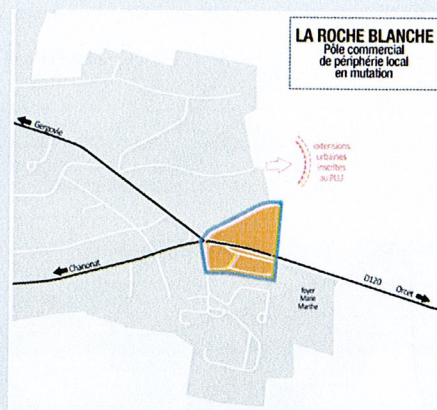 LA ROCHE BLANCHE
Pôle commercial
de périphérie local
en mutation
Gergovie
extensions
urbaines
inscrites
au PLU
Chanonat
foyer
Marie
Marthe
D120 Orcet